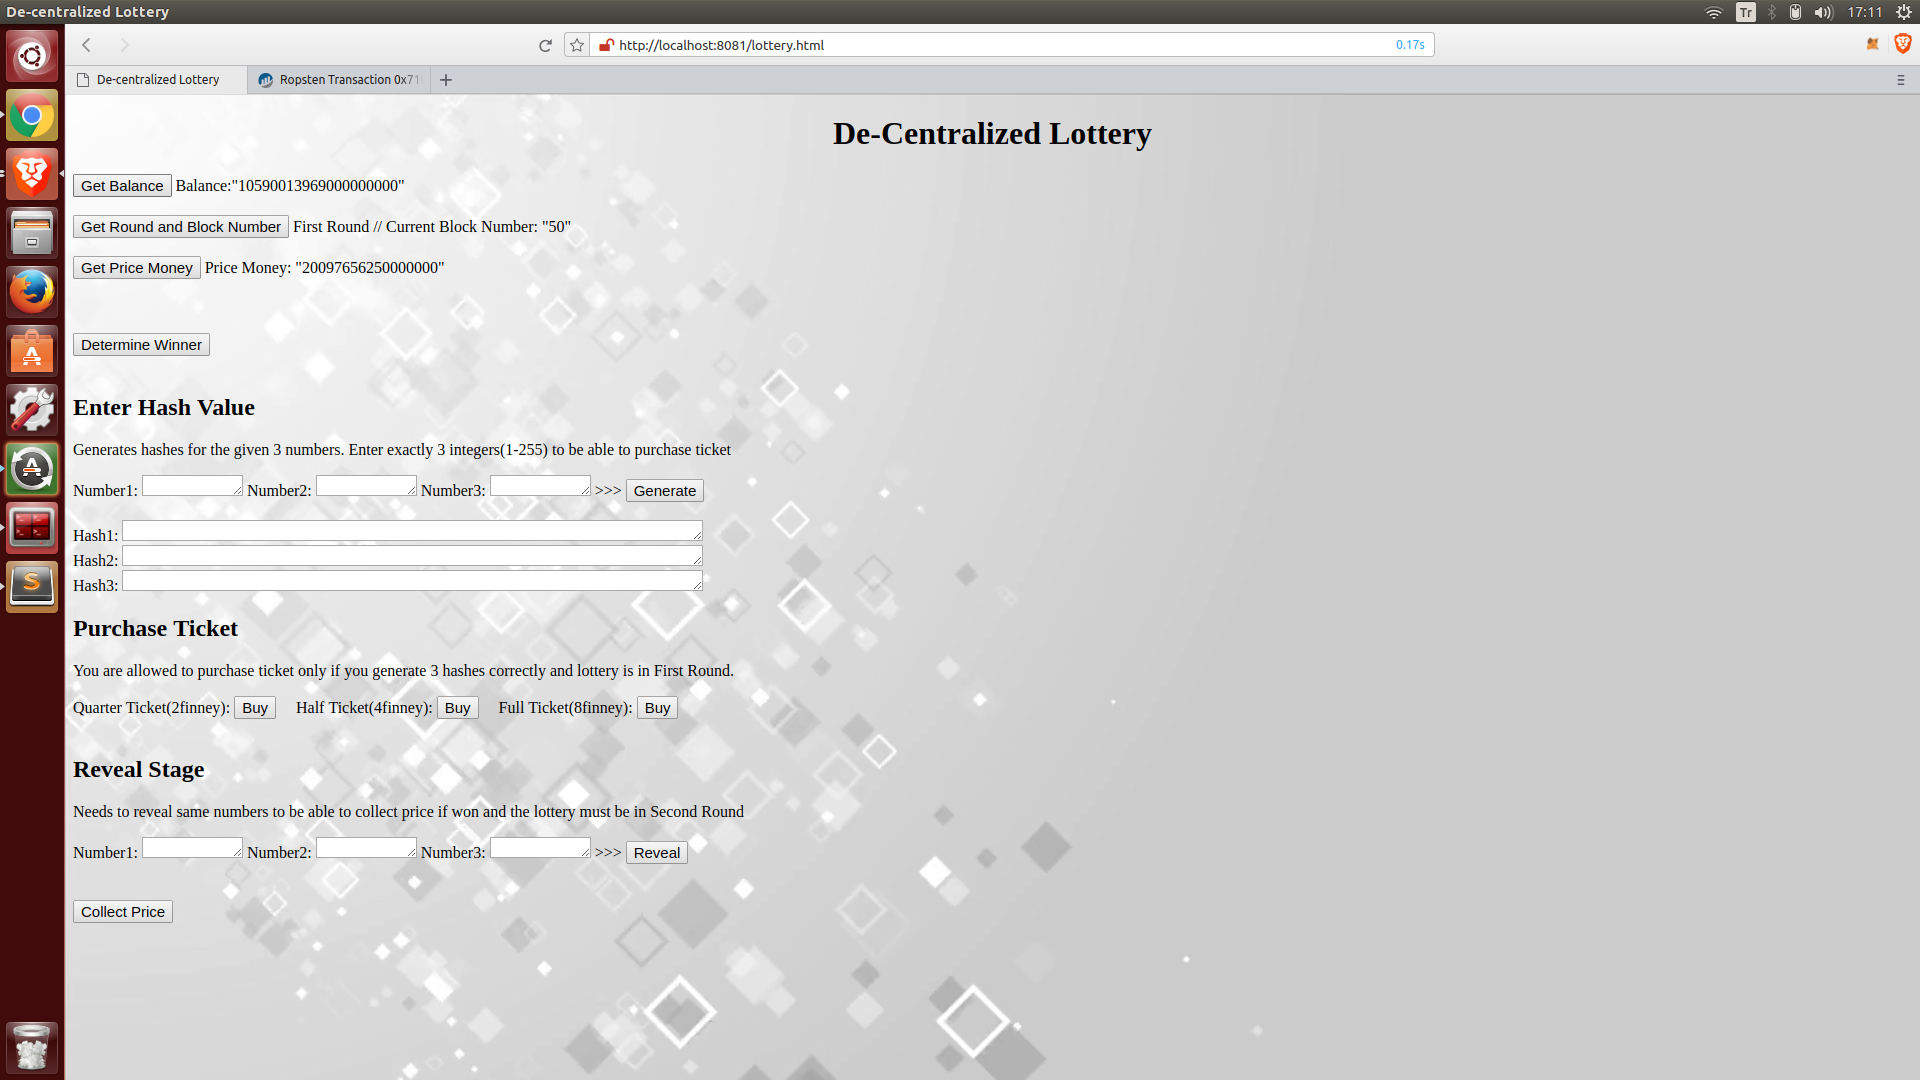 De-centralized Lottery
Tr
17:11
http://localhost:8081/lottery.html
0.17s
De-centralized Lottery
Ropsten Transaction 0x71
De-Centralized Lottery
Get Balance Balance:"10590013969000000000"
Get Round and Block Number First Round // Current Block Number: "50"
Get Price Money Price Money: "20097656250000000"
Determine Winner
Enter Hash Value
Generates hashes for the given 3 numbers. Enter exactly 3 integers(1-255) to be able to purchase ticket
Number1: Number2: Number3: >>> Generate
Hash1:
Hash2:
Hash3:
Purchase Ticket
You are allowed to purchase ticket only if you generate 3 hashes correctly and lottery is in First Round.
Quarter Ticket(2finney): Buy Half Ticket(4finney): Buy Full Ticket(8finney): Buy
Reveal Stage
Needs to reveal same numbers to be able to collect price if won and the lottery must be in Second Round
Number1: Number2: Number3: >>> Reveal
Collect Price